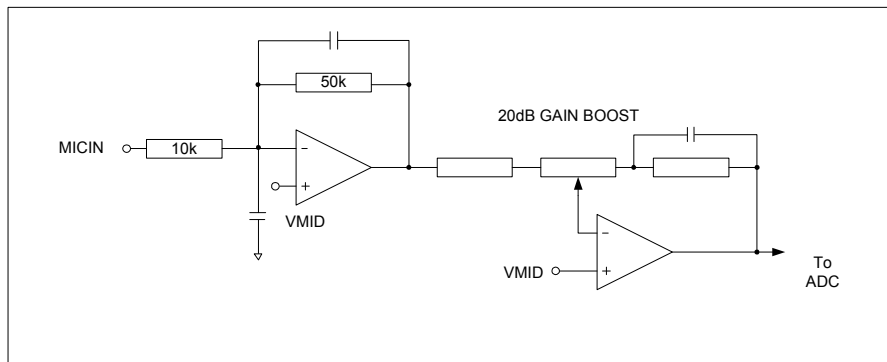 50k
20dB GAIN BOOST
MICIN
10k
−
+
VMID
−
VMID
+
To
ADC